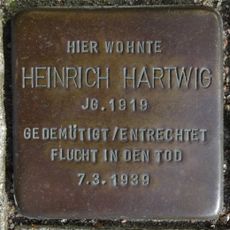 HIER WOHNTE
HEINRICH HARTWIG
JG. 1919
GEDEMÜTIGT/ENTRECHTET
FLUCHT IN DEN TOD
7.3.1939